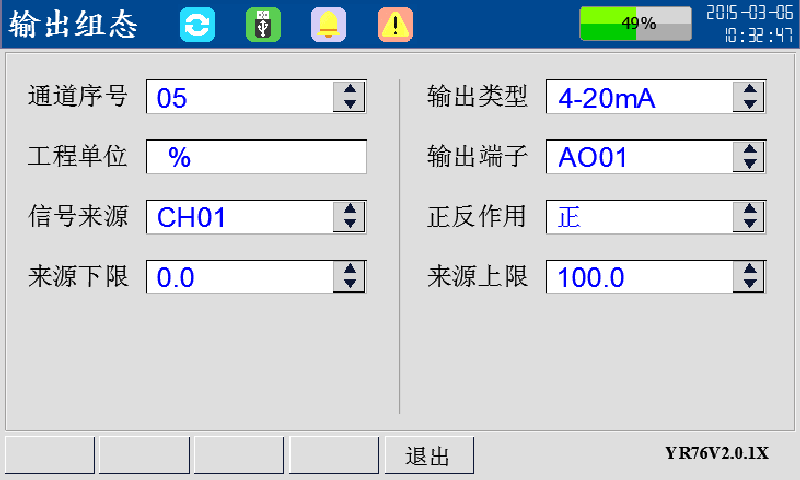 输出组态
49%
2015-03-06
10:32:47
通道序号 05 输出类型 4-20mA
工程单位 % 输出端子 AO01
信号来源 CH01 正反作用 正
来源下限 0.0 来源上限 100.0
退出 YR76V2.0.1X